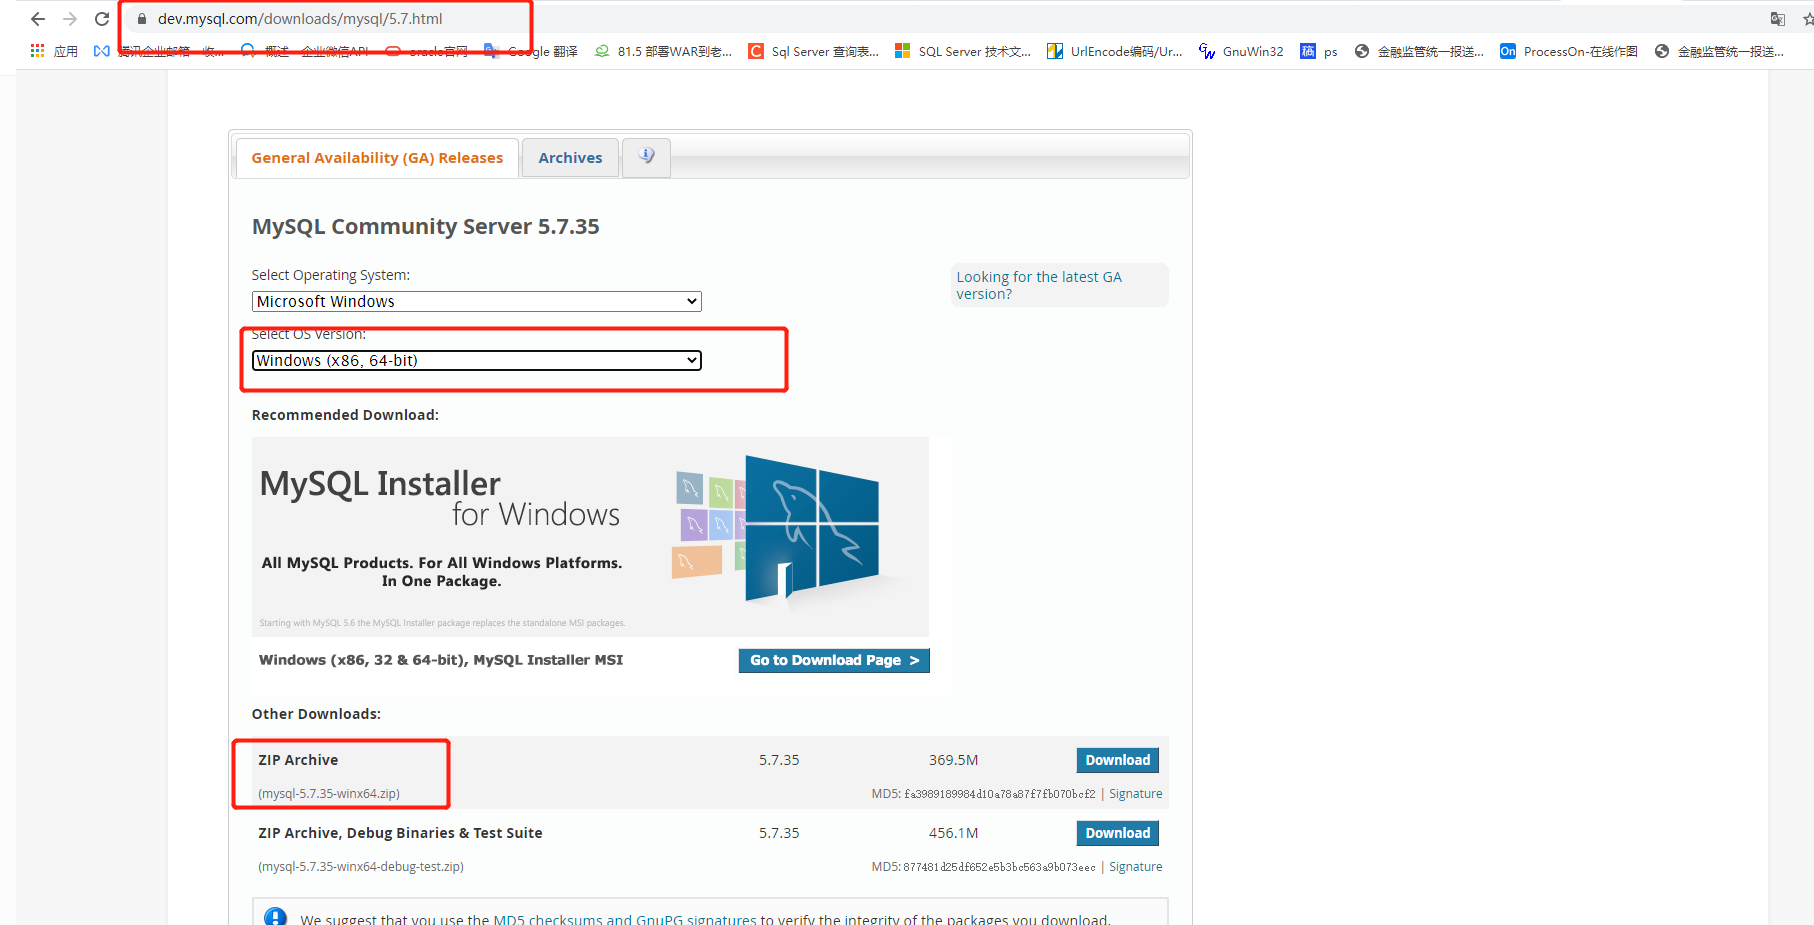 dev.mysql.com/downloads/mysql/5.7.html
应用 腾讯企业邮箱 - 收... 概述 - 企业微信API oracle官网 Google 翻译 81.5 部署WAR到老... Sql Server 查询表... SQL Server 技术文... UrlEncode编码/Ur... GnuWin32 ps 金融监管统一报送... ProcessOn-在线作图 金融监管统一报送...
General Availability (GA) Releases Archives
MySQL Community Server 5.7.35
Select Operating System:
Looking for the latest GA
version?
Microsoft Windows
Select OS Version:
Windows (x86, 64-bit)
Recommended Download:
MySQL Installer
for Windows
All MySQL Products. For All Windows Platforms.
In One Package.
Starting with MySQL 5.6 the MySQL Installer package replaces the standalone MSI packages.
Windows (x86, 32 & 64-bit), MySQL Installer MSI Go to Download Page >
Other Downloads:
ZIP Archive 5.7.35 369.5M Download
(mysql-5.7.35-winx64.zip) MD5: fa3989189984d10a78a87f7fb070bcf2 | Signature
ZIP Archive, Debug Binaries & Test Suite 5.7.35 456.1M Download
(mysql-5.7.35-winx64-debug-test.zip) MD5: 877481d25df652e5b3bc563a9b073eec | Signature
We suggest that you use the MD5 checksums and GnuPG signatures to verify the integrity of the packages you download.